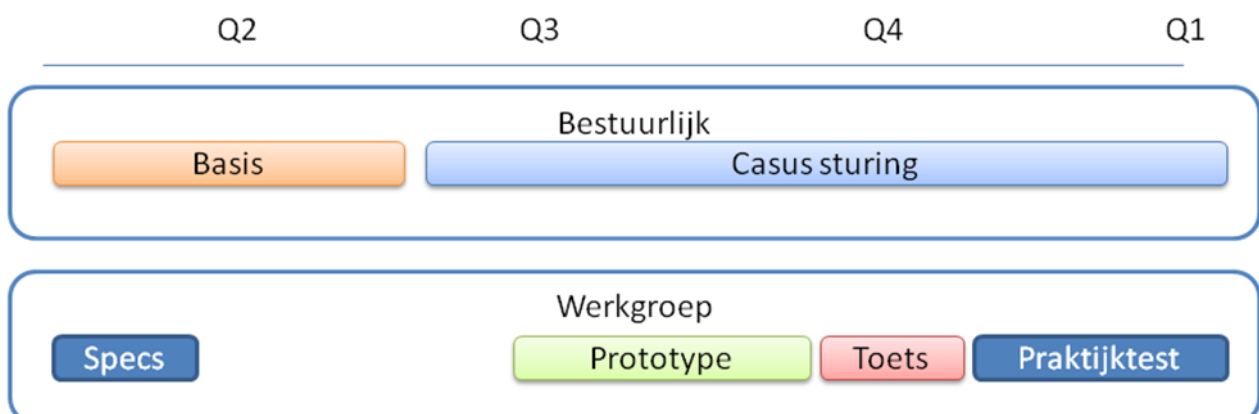 Q2 Q3 Q4 Q1
Bestuurlijk
Basis Casus sturing
Werkgroep
Specs Prototype Toets Praktijktest